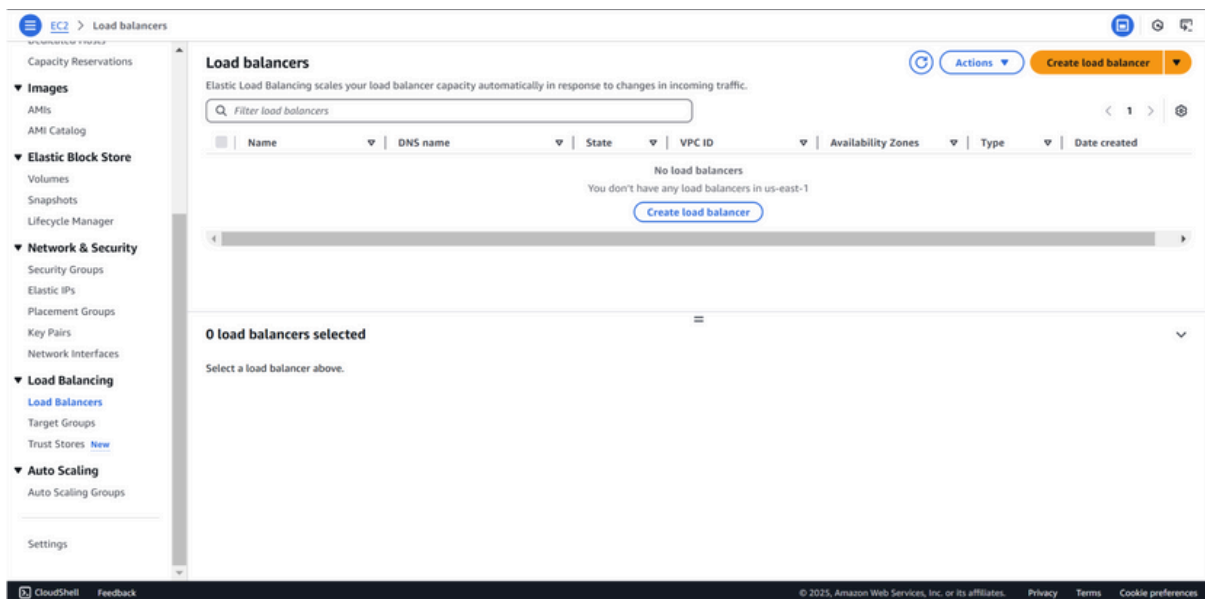 EC2 > Load balancers
Dedicated Hosts
Capacity Reservations
Images
AMIs
AMI Catalog
Elastic Block Store
Volumes
Snapshots
Lifecycle Manager
Network & Security
Security Groups
Elastic IPs
Placement Groups
Key Pairs
Network Interfaces
Load Balancing
Load Balancers
Target Groups
Trust Stores New
Auto Scaling
Auto Scaling Groups
Settings
Load balancers
Actions
Create load balancer
Elastic Load Balancing scales your load balancer capacity automatically in response to changes in incoming traffic.
Filter load balancers
< 1 >
Name DNS name State VPC ID Availability Zones Type Date created
No load balancers
You don't have any load balancers in us-east-1
Create load balancer
0 load balancers selected
Select a load balancer above.
CloudShell Feedback © 2025, Amazon Web Services, Inc. or its affiliates. Privacy Terms Cookie preferences